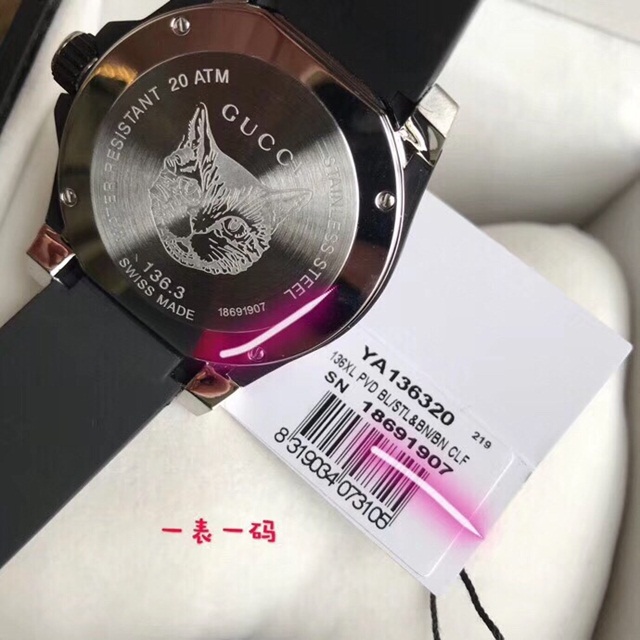 WATER RESISTANT 20 ATM
GUCCI
STAINLESS STEEL
136.3
SWISS MADE
18691907
YA136320
219
136XL PVD BL/STL&BN/BN CLF
SN 18691907
8 319034 073105
一表一码